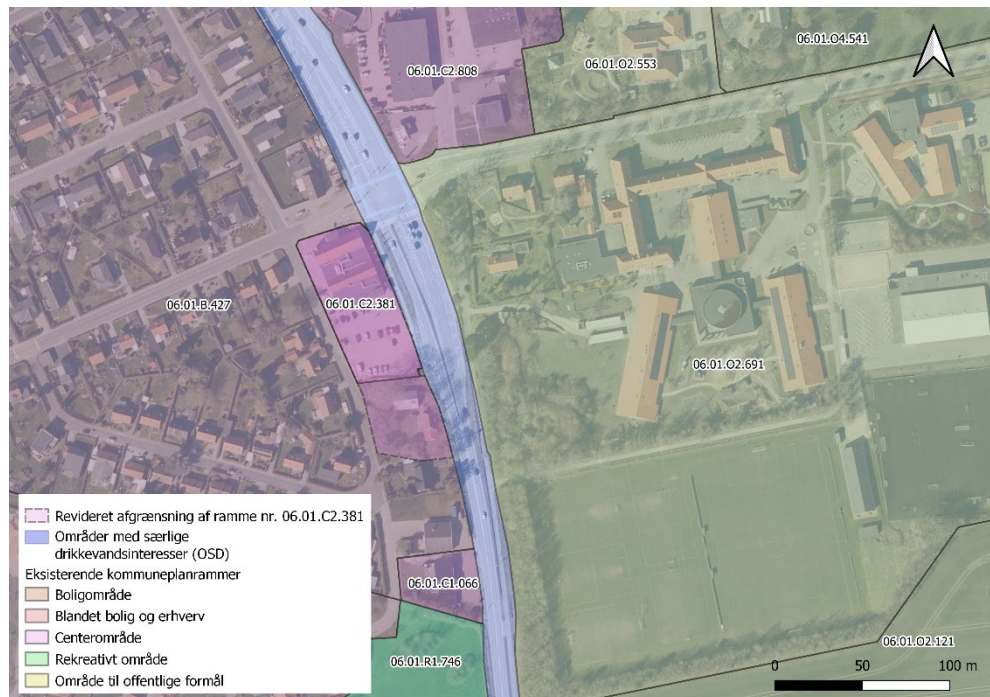 06.01.O4.541
06.01.C2.808
06.01.O2.553
06.01.B.427
06.01.C2.381
06.01.O2.691
06.01.C1.066
06.01.R1.746
06.01.O2.121
Revideret afgrænsning af ramme nr. 06.01.C2.381
Områder med særlige
drikkevandsinteresser (OSD)
Eksisterende kommuneplanrammer
Boligområde
Blandet bolig og erhverv
Centerområde
Rekreativt område
Område til offentlige formål
0 50 100 m